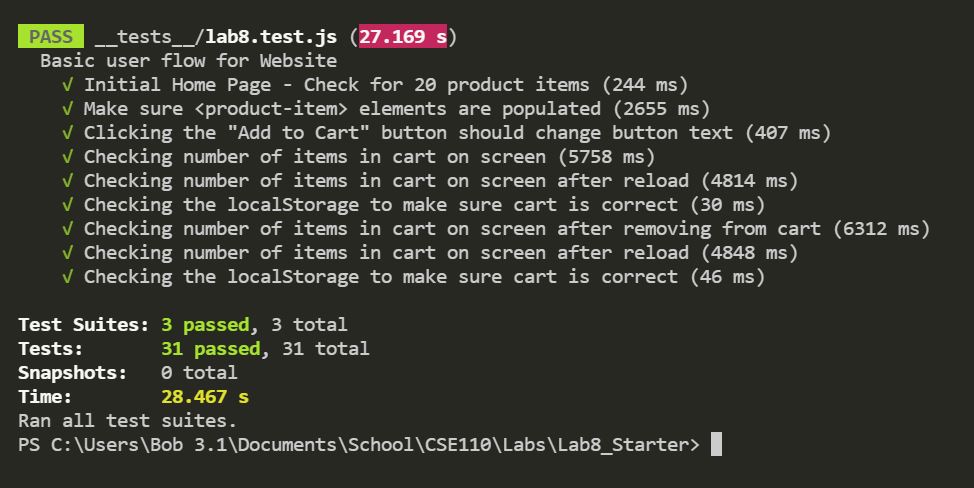 PASS __tests__/lab8.test.js (27.169 s)
Basic user flow for Website
√ Initial Home Page - Check for 20 product items (244 ms)
√ Make sure <product-item> elements are populated (2655 ms)
√ Clicking the "Add to Cart" button should change button text (407 ms)
√ Checking number of items in cart on screen (5758 ms)
√ Checking number of items in cart on screen after reload (4814 ms)
√ Checking the localStorage to make sure cart is correct (30 ms)
√ Checking number of items in cart on screen after removing from cart (6312 ms)
√ Checking number of items in cart on screen after reload (4848 ms)
√ Checking the localStorage to make sure cart is correct (46 ms)
Test Suites: 3 passed, 3 total
Tests: 31 passed, 31 total
Snapshots: 0 total
Time: 28.467 s
Ran all test suites.
PS C:\Users\Bob 3.1\Documents\School\CSE110\Labs\Lab8_Starter>